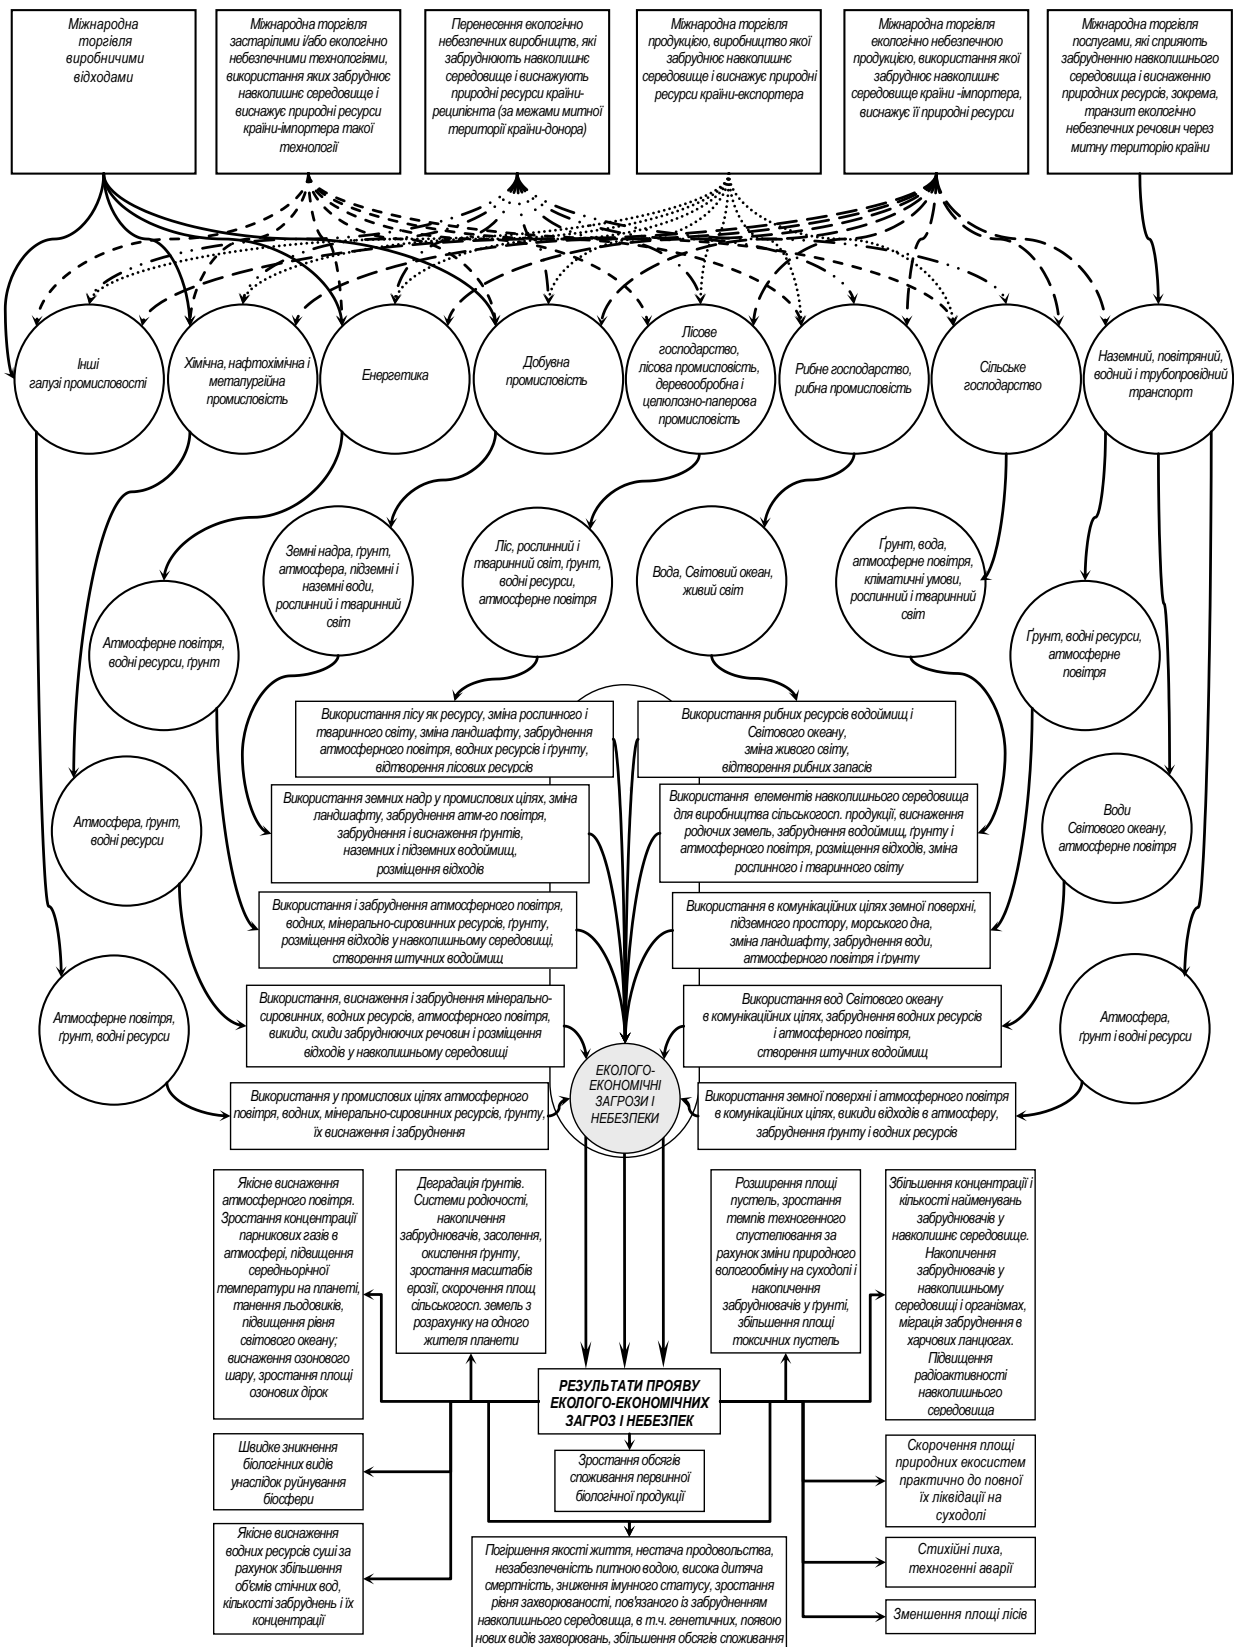 Міжнародна
торгівля
виробничими
відходами
Міжнародна торгівля
застарілими і/або екологічно
небезпечними технологіями,
використання яких забруднює
навколишнє середовище і
виснажує природні ресурси
країни-імпортера такої
технології
Перенесення екологічно
небезпечних виробництв, які
забруднюють навколишнє
середовище і виснажують
природні ресурси країни-
реципієнта (за межами митної
території країни-донора)
Міжнародна торгівля
продукцією, виробництво якої
забруднює навколишнє
середовище і виснажує природні
ресурси країни-експортера
Міжнародна торгівля
екологічно небезпечною
продукцією, використання якої
забруднює навколишнє
середовище країни -імпортера,
виснажує її природні ресурси
Міжнародна торгівля
послугами, які сприяють
забрудненню навколишнього
середовища і виснаженню
природних ресурсів, зокрема,
транзит екологічно
небезпечних речовин через
митну територію країни
Інші
галузі промисловості
Хімічна, нафтохімічна і
металургійна
промисловість
Енергетика
Добувна
промисловість
Лісове
господарство,
лісова промисловість,
деревообробна і
целюлозно-паперова
промисловість
Рибне господарство,
рибна промисловість
Сільське
господарство
Наземний, повітряний,
водний і трубопровідний
транспорт
Земні надра, ґрунт,
атмосфера, підземні і
наземні води,
рослинний і тваринний
світ
Ліс, рослинний і
тваринний світ, ґрунт,
водні ресурси,
атмосферне повітря
Вода, Світовий океан,
живий світ
Ґрунт, вода,
атмосферне повітря,
кліматичні умови,
рослинний і тваринний
світ
Атмосферне повітря,
водні ресурси, ґрунт
Ґрунт, водні ресурси,
атмосферне
повітря
Використання лісу як ресурсу, зміна рослинного і
тваринного світу, зміна ландшафту, забруднення
атмосферного повітря, водних ресурсів і ґрунту,
відтворення лісових ресурсів
Використання рибних ресурсів водоймищ і
Світового океану,
зміна живого світу,
відтворення рибних запасів
Атмосфера, ґрунт,
водні ресурси
Використання земних надр у промислових цілях, зміна
ландшафту, забруднення атм-го повітря,
забруднення і виснаження ґрунтів,
наземних і підземних водоймищ,
розміщення відходів
Використання елементів навколишнього середовища
для виробництва сільськогосп. продукції, виснаження
родючих земель, забруднення водоймищ, ґрунту і
атмосферного повітря, розміщення відходів, зміна
рослинного і тваринного світу
Води
Світового океану,
атмосферне повітря
Використання і забруднення атмосферного повітря,
водних, мінерально-сировинних ресурсів, ґрунту,
розміщення відходів у навколишньому середовищі,
створення штучних водоймищ
Використання в комунікаційних цілях земної поверхні,
підземного простору, морського дна,
зміна ландшафту, забруднення води,
атмосферного повітря і ґрунту
Атмосферне повітря,
ґрунт, водні ресурси
Використання, виснаження і забруднення мінерально-
сировинних, водних ресурсів, атмосферного повітря,
викиди, скиди забруднюючих речовин і розміщення
відходів у навколишньому середовищі
Використання вод Світового океану
в комунікаційних цілях, забруднення водних ресурсів
і атмосферного повітря,
створення штучних водоймищ
Атмосфера,
ґрунт і водні ресурси
ЕКОЛОГО-
ЕКОНОМІЧНІ
ЗАГРОЗИ І
НЕБЕЗПЕКИ
Використання у промислових цілях атмосферного
повітря, водних, мінерально-сировинних ресурсів, ґрунту,
їх виснаження і забруднення
Використання земної поверхні і атмосферного повітря
в комунікаційних цілях, викиди відходів в атмосферу,
забруднення ґрунту і водних ресурсів
Якісне виснаження
атмосферного повітря.
Зростання концентрації
парникових газів в
атмосфері, підвищення
середньорічної
температури на планеті,
танення льодовиків,
підвищення рівня
світового океану;
виснаження озонового
шару, зростання площі
озонових дірок
Деградація ґрунтів.
Системи родючості,
накопичення
забруднювачів, засолення,
окислення ґрунту,
зростання масштабів
ерозії, скорочення площ
сільськогосп. земель з
розрахунку на одного
жителя планети
Розширення площі
пустель, зростання
темпів техногенного
спустелювання за
рахунок зміни природного
вологообміну на суходолі і
накопичення
забруднювачів у ґрунті,
збільшення площі
токсичних пустель
Збільшення концентрації і
кількості найменувань
забруднювачів у
навколишнє середовище.
Накопичення
забруднювачів у
навколишньому
середовищі і організмах,
міграція забруднення в
харчових ланцюгах.
Підвищення
радіоактивності
навколишнього
середовища
РЕЗУЛЬТАТИ ПРОЯВУ
ЕКОЛОГО-ЕКОНОМІЧНИХ
ЗАГРОЗ І НЕБЕЗПЕК
Швидке зникнення
біологічних видів
унаслідок руйнування
біосфери
Зростання обсягів
споживання первинної
біологічної продукції
Скорочення площі
природних екосистем
практично до повної
їх ліквідації на
суходолі
Якісне виснаження
водних ресурсів суші за
рахунок збільшення
об'ємів стічних вод,
кількості забруднень і їх
концентрації
Погіршення якості життя, нестача продовольства,
незабезпеченість питною водою, висока дитяча
смертність, зниження імунного статусу, зростання
рівня захворюваності, пов'язаного із забрудненням
навколишнього середовища, в т.ч. генетичних, появою
нових видів захворювань, збільшення обсягів споживання
Стихійні лиха,
техногенні аварії
Зменшення площі лісів